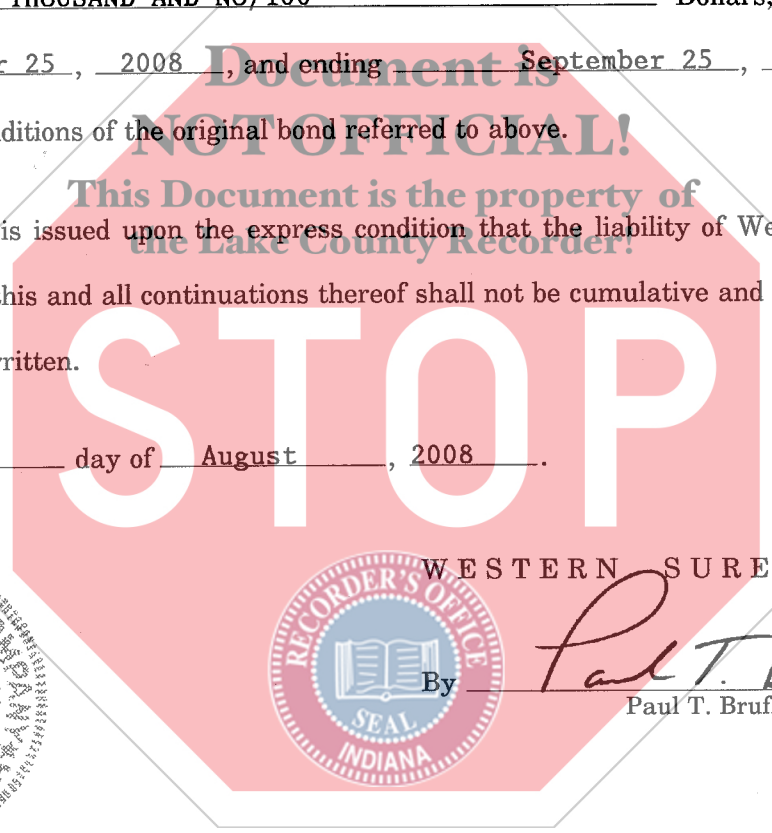 THOUSAND AND NO/100 Dollars,
25, 2008, and ending September 25,
Document is
ditions of the original bond referred to above.
NOT OFFICIAL!
This Document is the property of
is issued upon the express condition that the liability of We
the Lake County Recorder!
this and all continuations thereof shall not be cumulative and
ritten.
STOP
day of August, 2008.
WESTERN SURE
RECORDER'S OFFICE
SEAL
INDIANA
By Paul T.
Paul T. Bruf